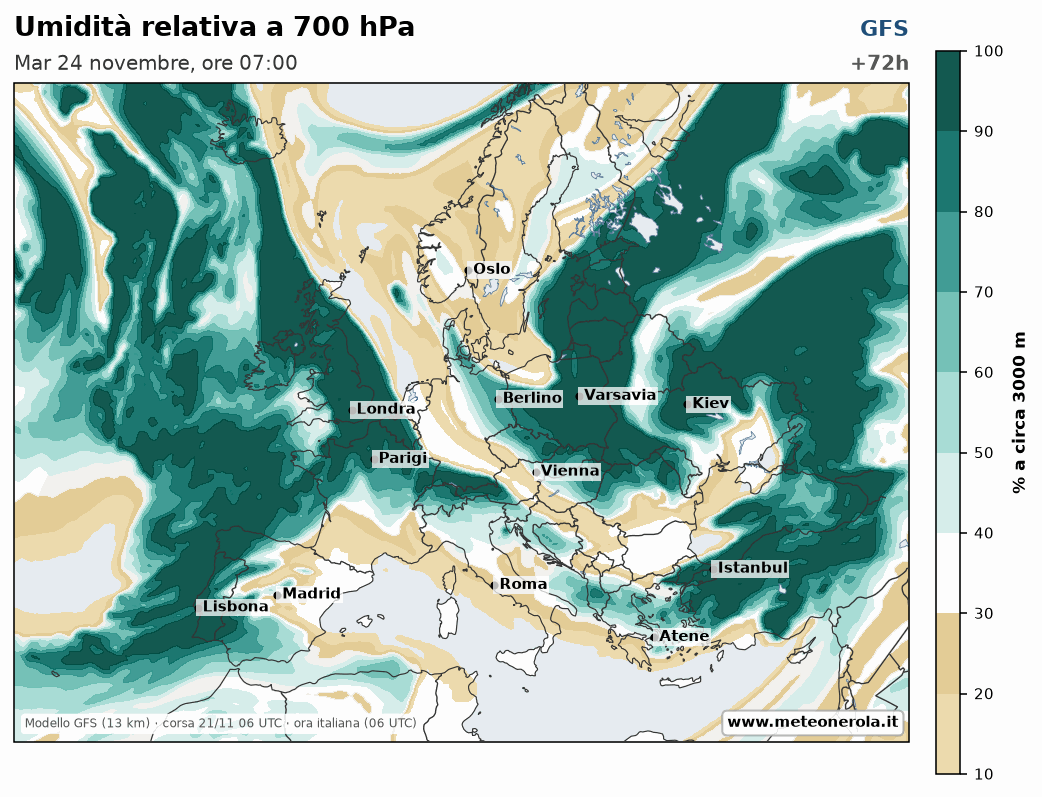 Umidità relativa a 700 hPa
GFS
Mar 24 novembre, ore 07:00
+72h
100
90
80
70
60
50
40
30
20
10
% a circa 3000 m
Oslo
Berlino
Varsavia
Kiev
Londra
Parigi
Vienna
Istanbul
Roma
Madrid
Lisbona
Atene
Modello GFS (13 km) · corsa 21/11 06 UTC · ora italiana (06 UTC)
www.meteonerola.it